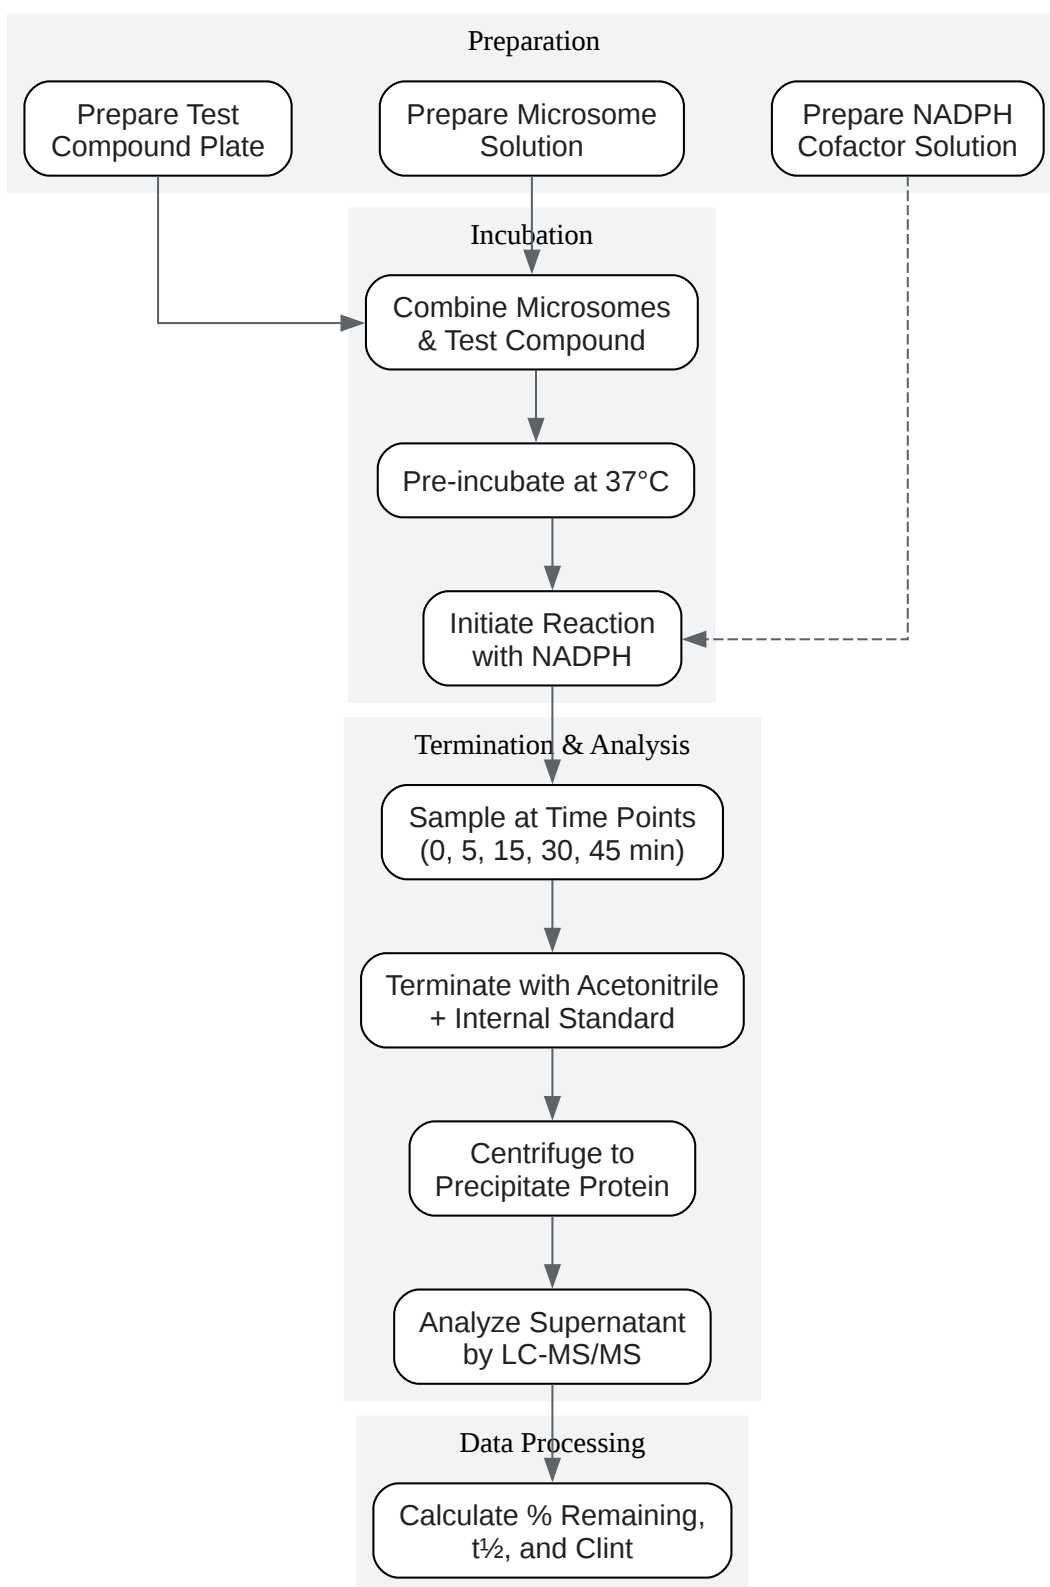 Preparation
Prepare Test
Compound Plate
Prepare Microsome
Solution
Prepare NADPH
Cofactor Solution
Incubation
Combine Microsomes
& Test Compound
Pre-incubate at 37°C
Initiate Reaction
with NADPH
Termination & Analysis
Sample at Time Points
(0, 5, 15, 30, 45 min)
Terminate with Acetonitrile
+ Internal Standard
Centrifuge to
Precipitate Protein
Analyze Supernatant
by LC-MS/MS
Data Processing
Calculate % Remaining,
t½, and Clint